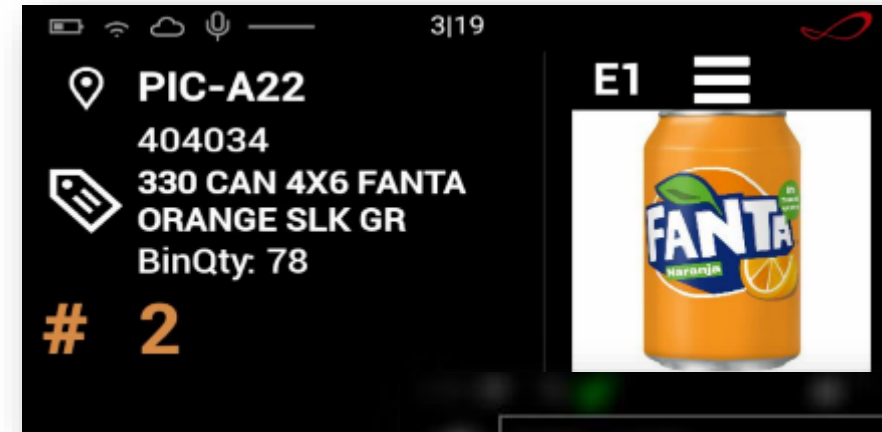 3|19
PIC-A22
404034
330 CAN 4X6 FANTA
ORANGE SLK GR
BinQty: 78
# 2
E1
FANTA
Naranja